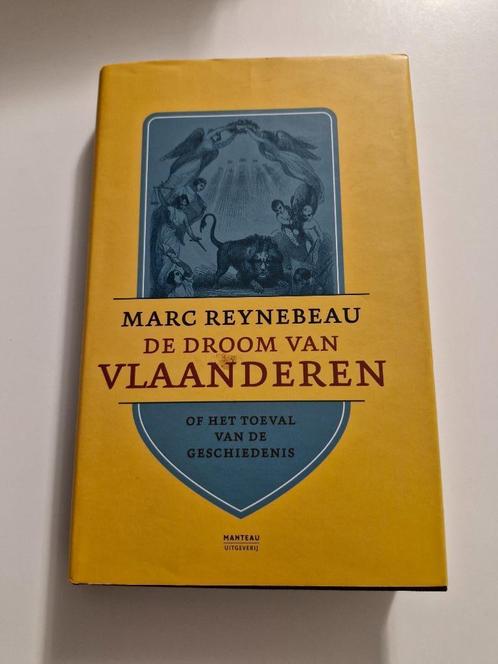 MARC REYNEBEAU
DE DROOM VAN
VLAANDEREN
OF HET TOEVAL
VAN DE
GESCHIEDENIS
MANTEAU
UITGEVERIJ